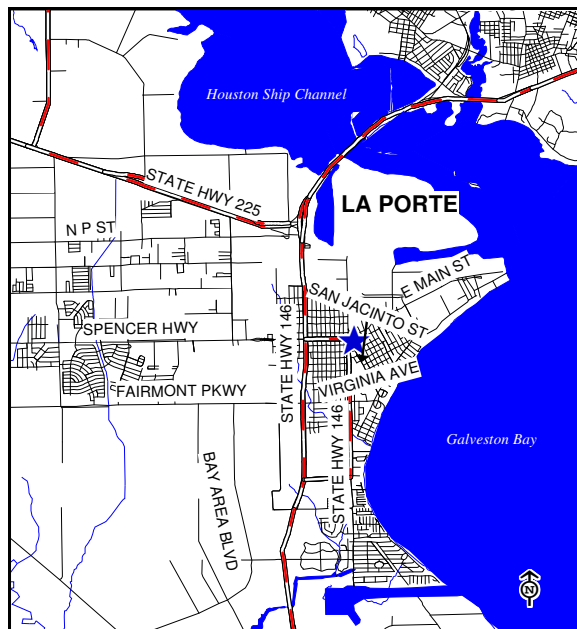 Houston Ship Channel
STATE HWY 225
LA PORTE
N P ST
E MAIN ST
SAN JACINTO ST
SPENCER HWY
STATE HWY 146
VIRGINIA AVE
FAIRMONT PKWY
STATE HWY 146
Galveston Bay
BAY AREA BLVD
N